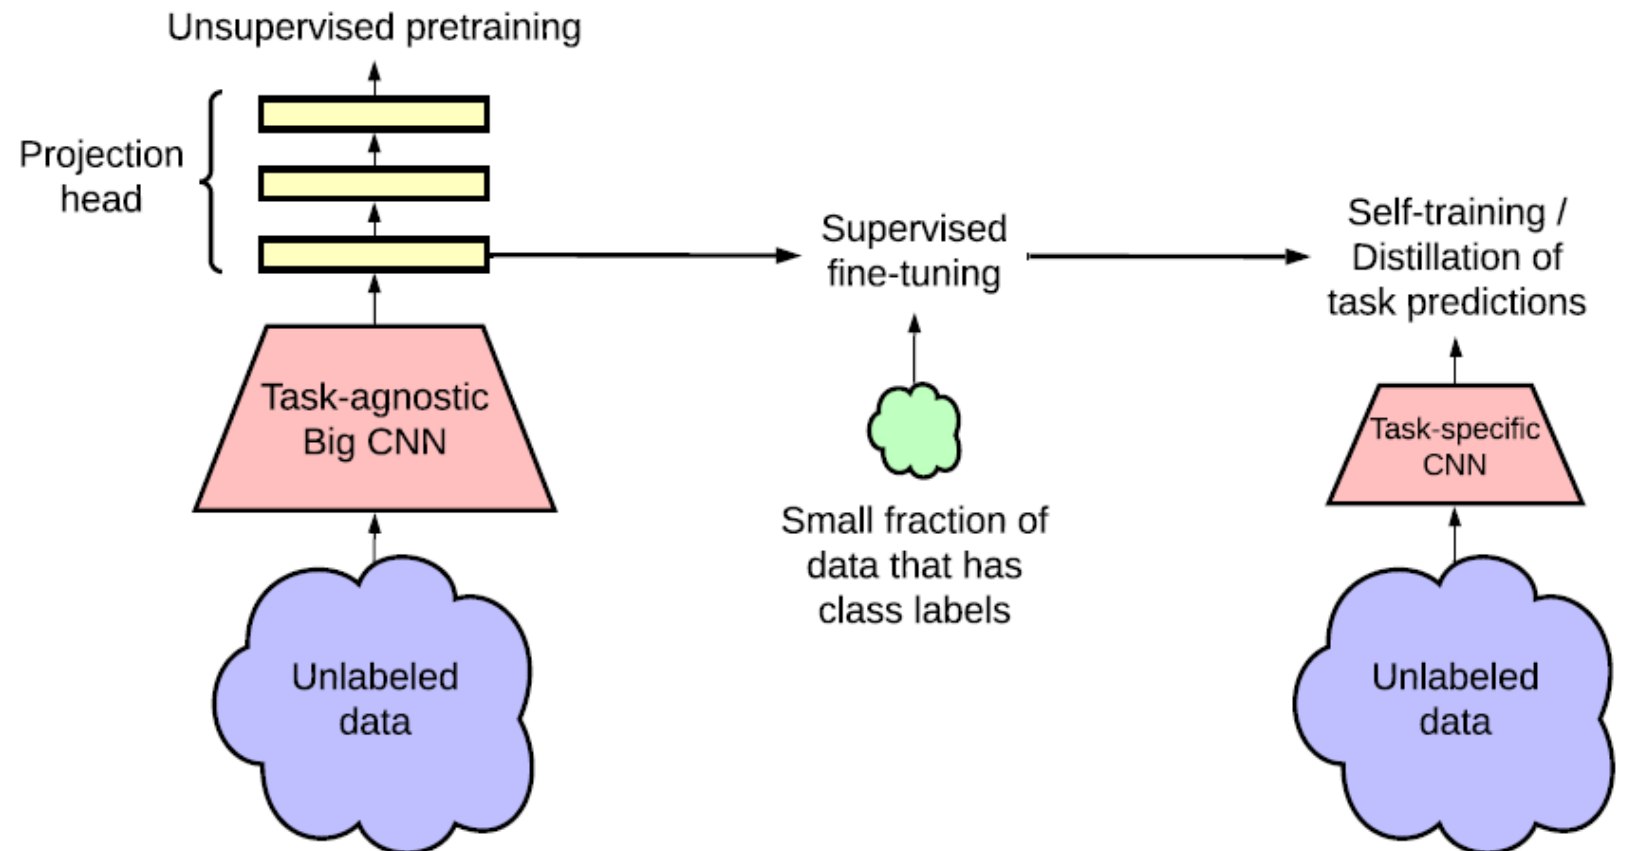 Unsupervised pretraining
Projection
head
Task-agnostic
Big CNN
Unlabeled
data
Supervised
fine-tuning
Small fraction of
data that has
class labels
Self-training /
Distillation of
task predictions
Task-specific
CNN
Unlabeled
data